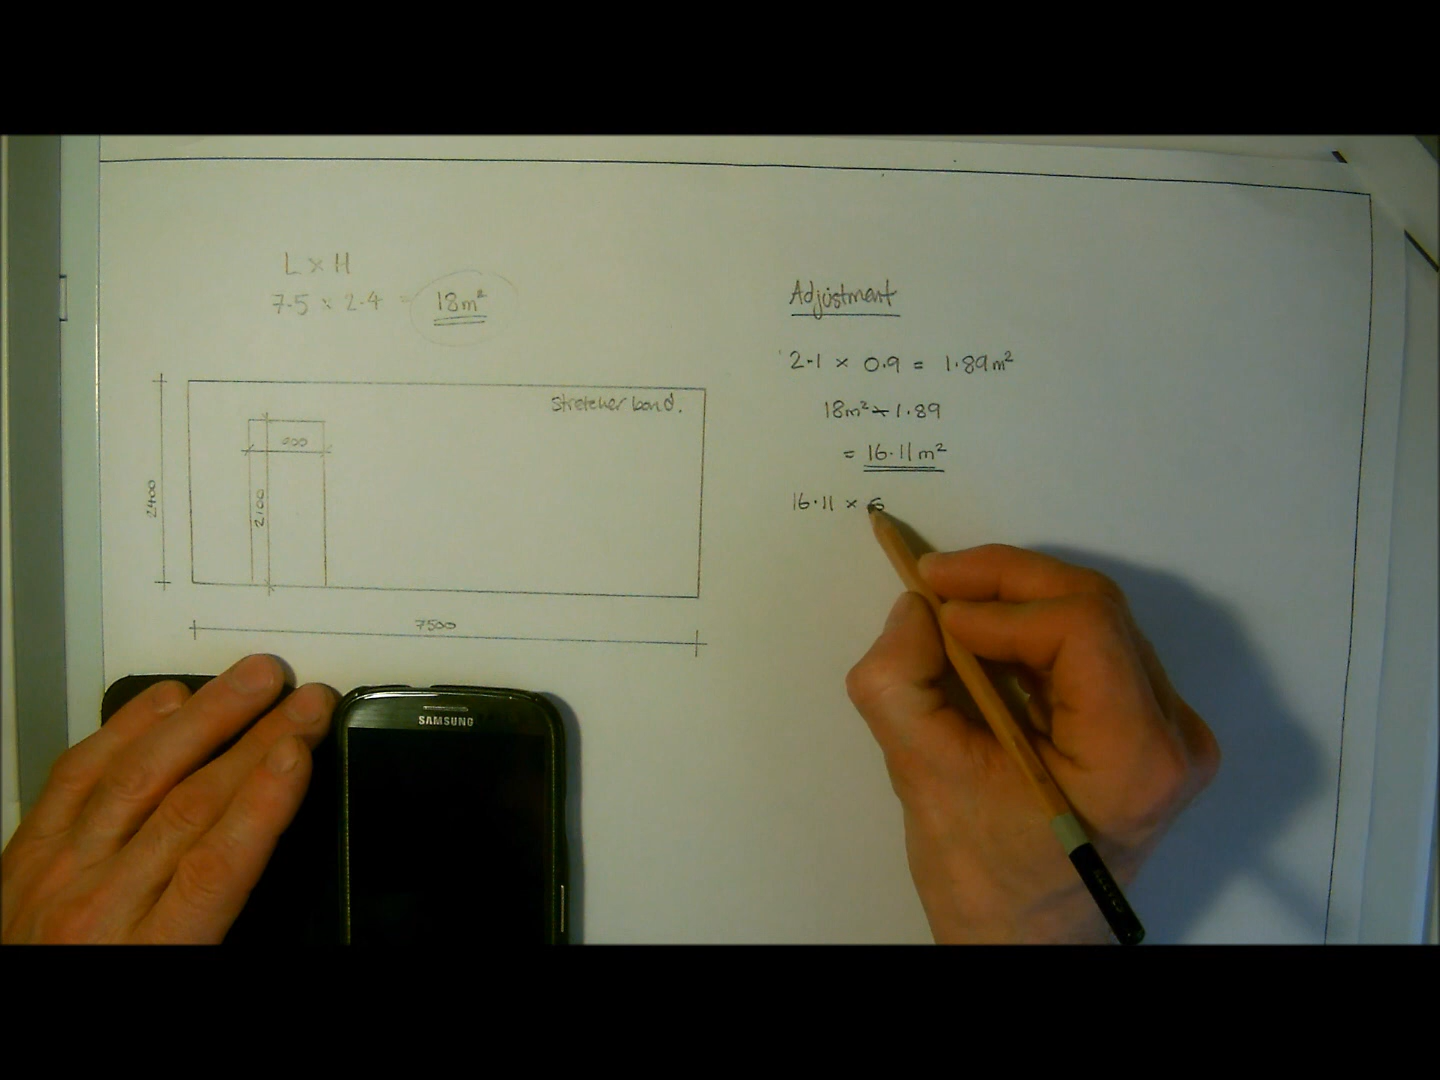 L × H
7.5 × 2.4 = 18m²
Adjustment
2.1 × 0.9 = 1.89m²
18m² - 1.89
= 16.11m²
16.11 ×
stretcher bond.
900
2100
2400
7500
SAMSUNG